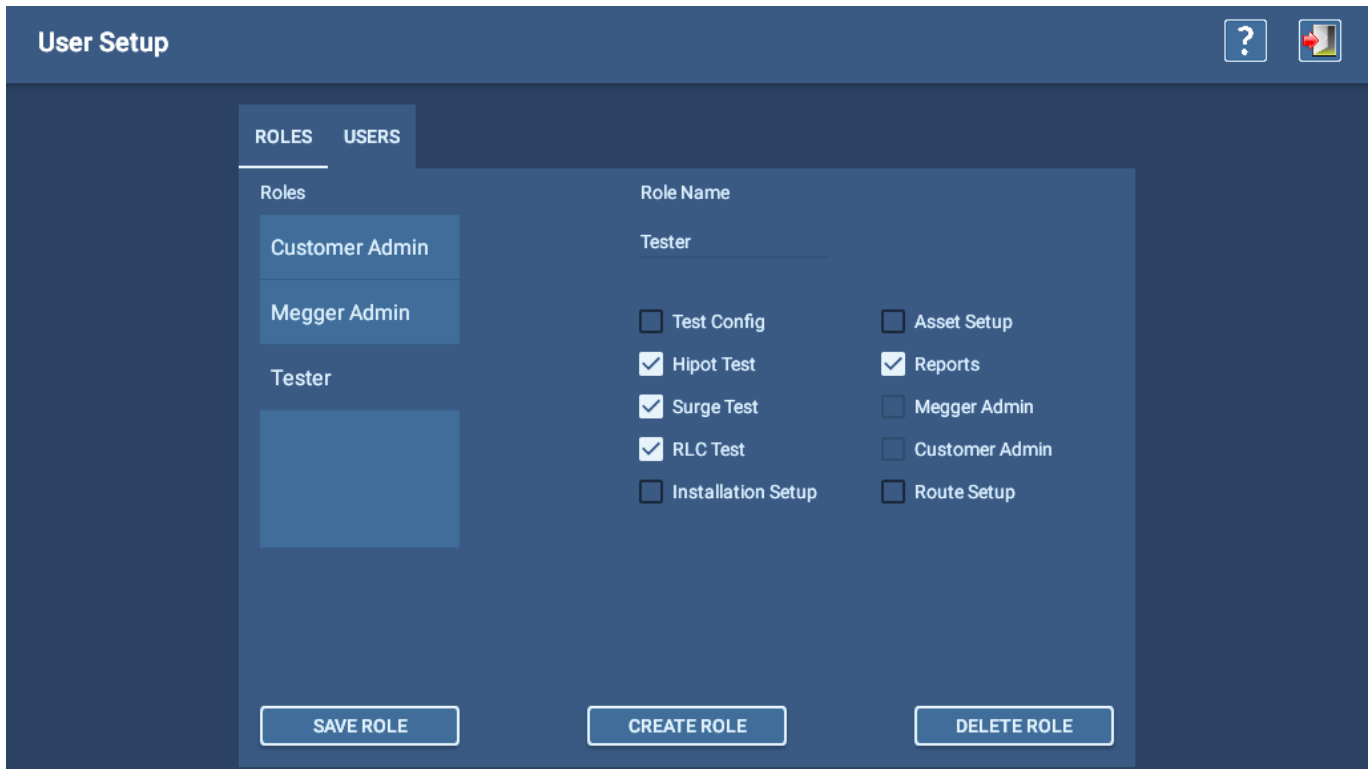 User Setup
?
ROLES USERS
Roles
Customer Admin
Megger Admin
Tester
Role Name
Tester
Test Config
Hipot Test
Surge Test
RLC Test
Installation Setup
Asset Setup
Reports
Megger Admin
Customer Admin
Route Setup
SAVE ROLE
CREATE ROLE
DELETE ROLE